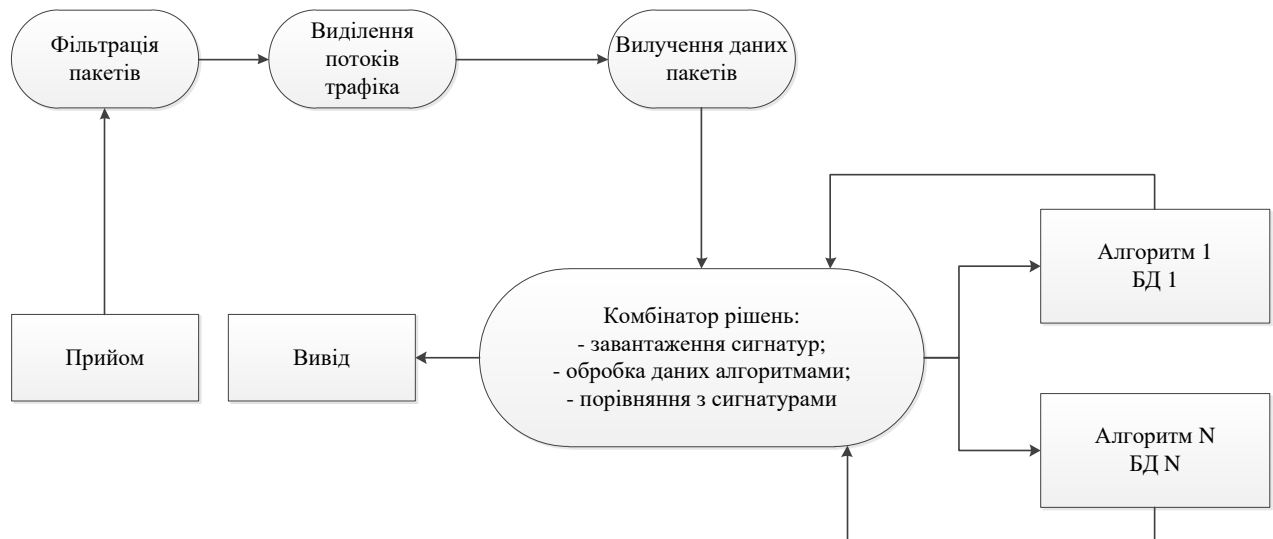 Фільтрація
пакетів
Виділення
потоків
трафіка
Вилучення даних
пакетів
Алгоритм 1
БД 1
Комбінатор рішень:
- завантаження сигнатур;
- обробка даних алгоритмами;
- порівняння з сигнатурами
Прийом
Вивід
Алгоритм N
БД N